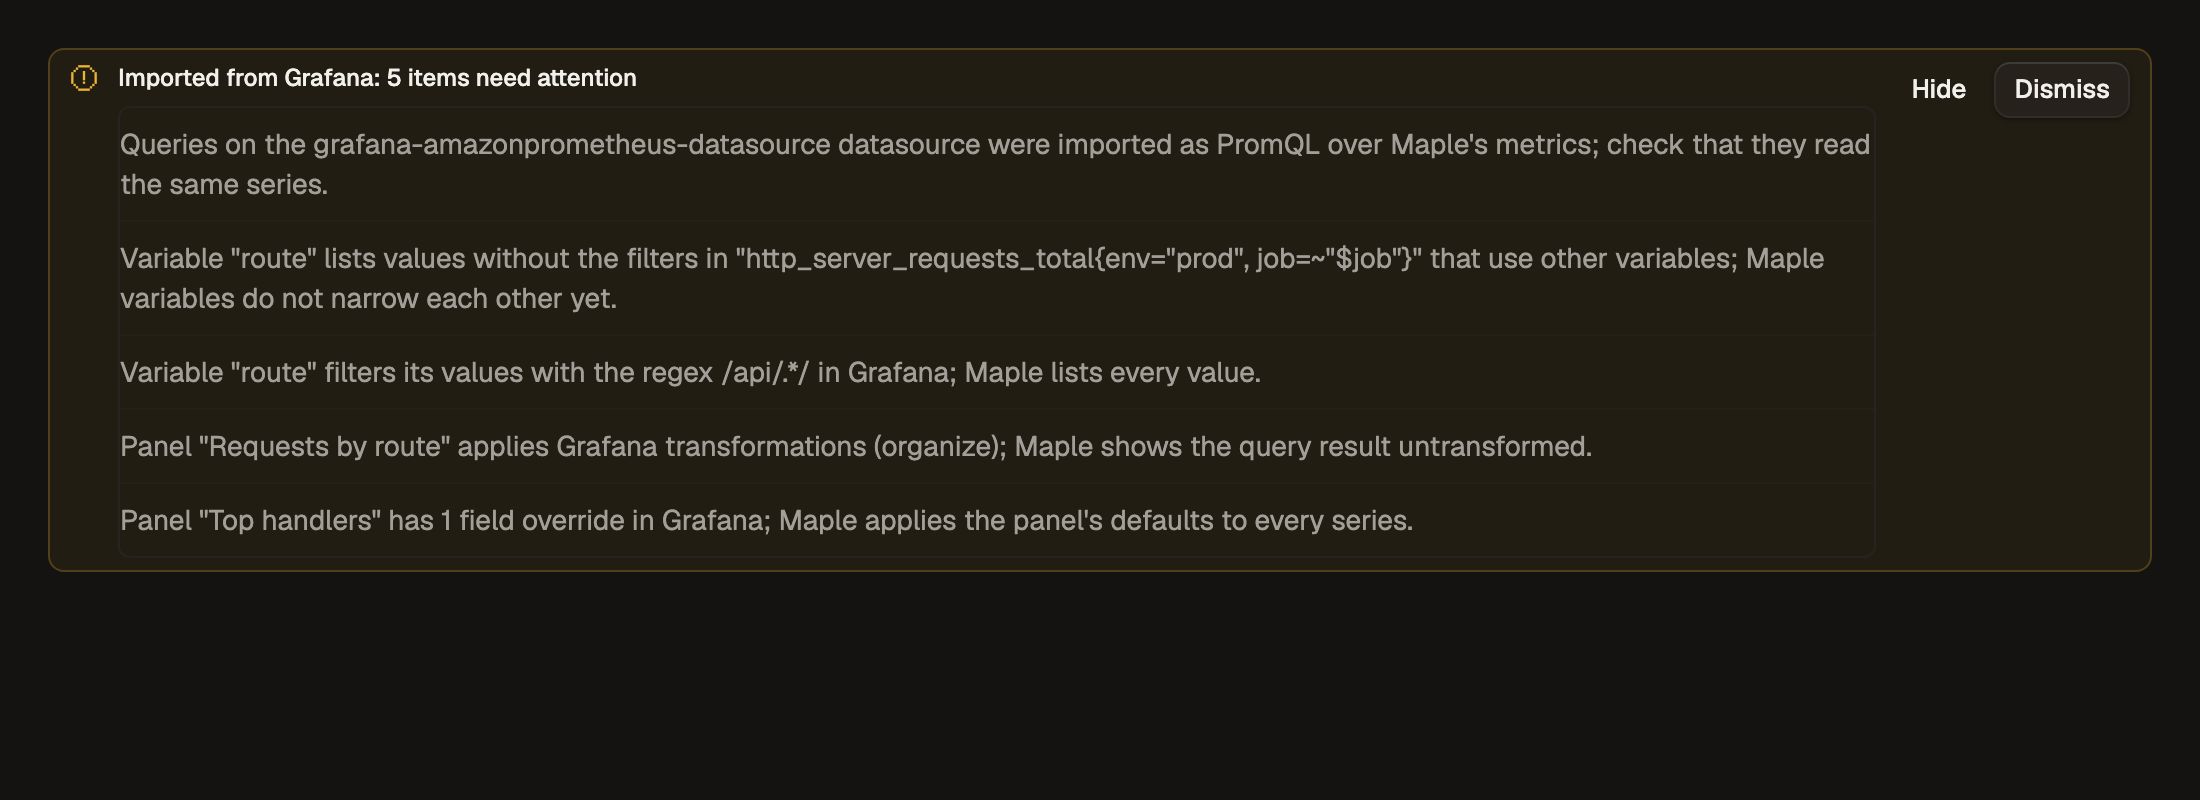 Imported from Grafana: 5 items need attention
Hide
Dismiss
Queries on the grafana-amazonprometheus-datasource datasource were imported as PromQL over Maple's metrics; check that they read
the same series.
Variable "route" lists values without the filters in "http_server_requests_total{env="prod", job=~"$job"}" that use other variables; Maple
variables do not narrow each other yet.
Variable "route" filters its values with the regex /api/.*/ in Grafana; Maple lists every value.
Panel "Requests by route" applies Grafana transformations (organize); Maple shows the query result untransformed.
Panel "Top handlers" has 1 field override in Grafana; Maple applies the panel's defaults to every series.